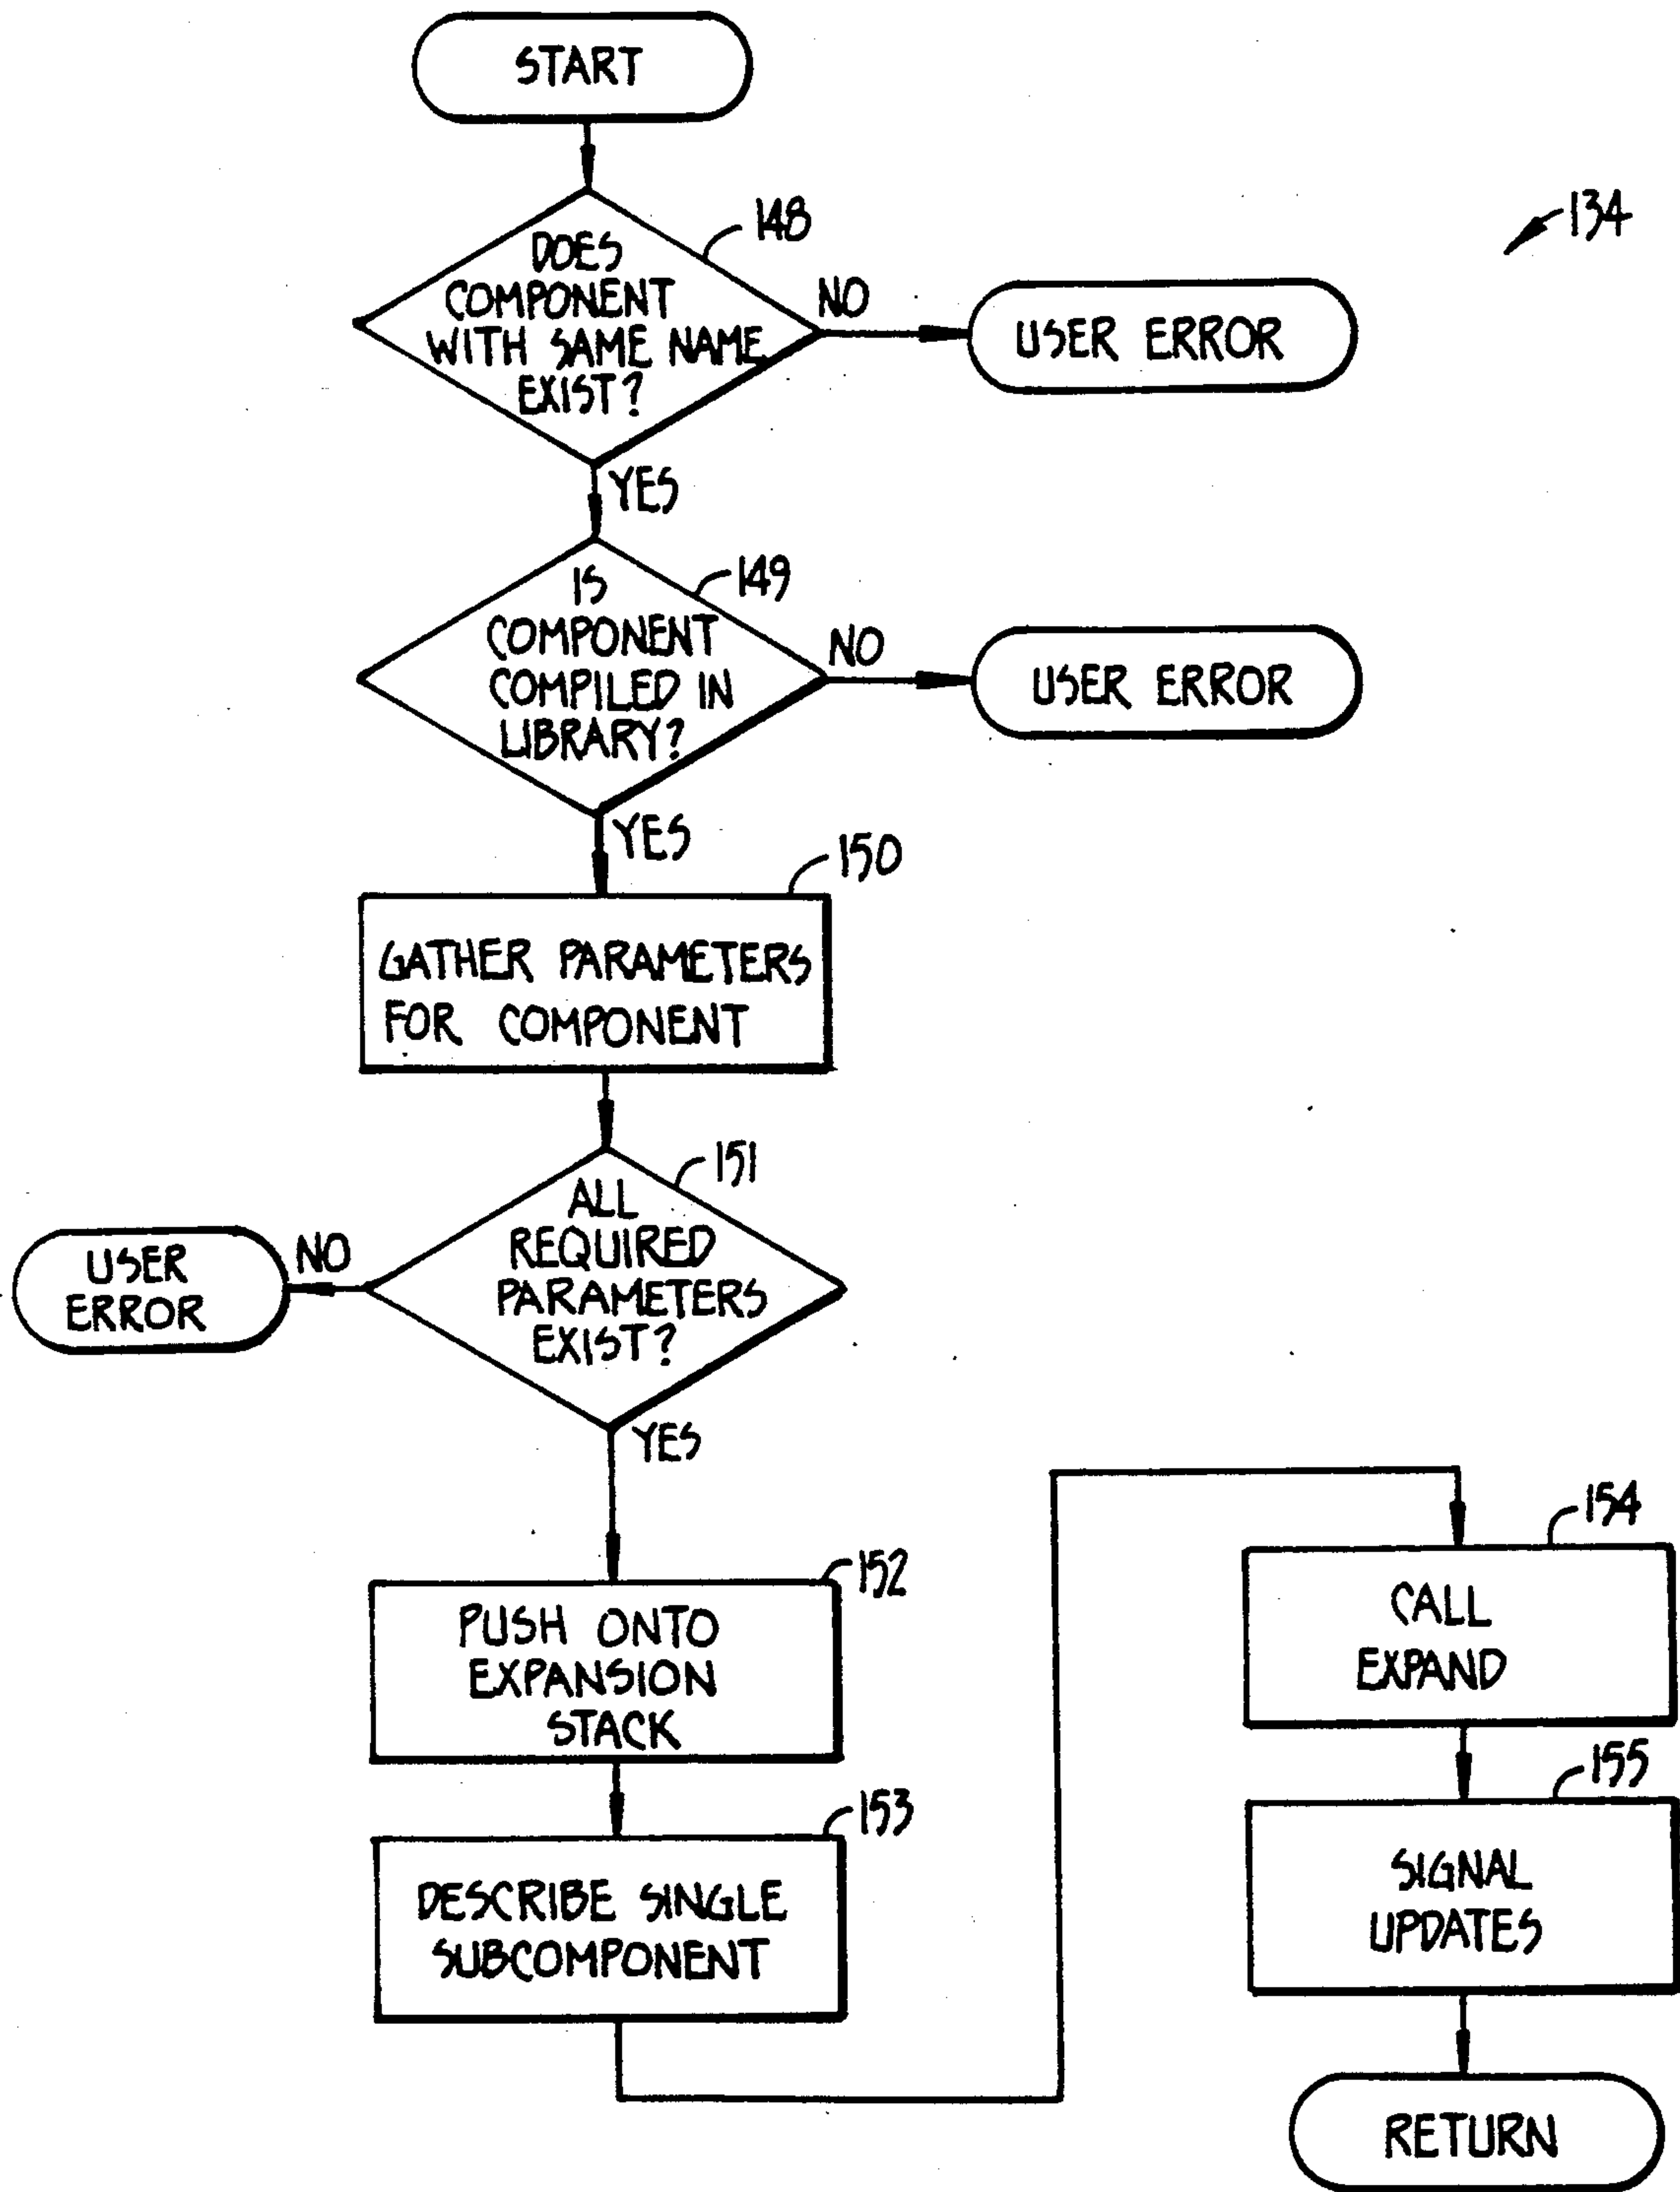 START
134
148
DOES
COMPONENT
WITH SAME NAME
EXIST?
NO
USER ERROR
YES
149
IS
COMPONENT
COMPILED IN
LIBRARY?
NO
USER ERROR
YES
150
GATHER PARAMETERS
FOR COMPONENT
151
ALL
REQUIRED
PARAMETERS
EXIST?
NO
USER
ERROR
YES
152
PUSH ONTO
EXPANSION
STACK
153
DESCRIBE SINGLE
SUBCOMPONENT
154
CALL
EXPAND
155
SIGNAL
UPDATES
RETURN